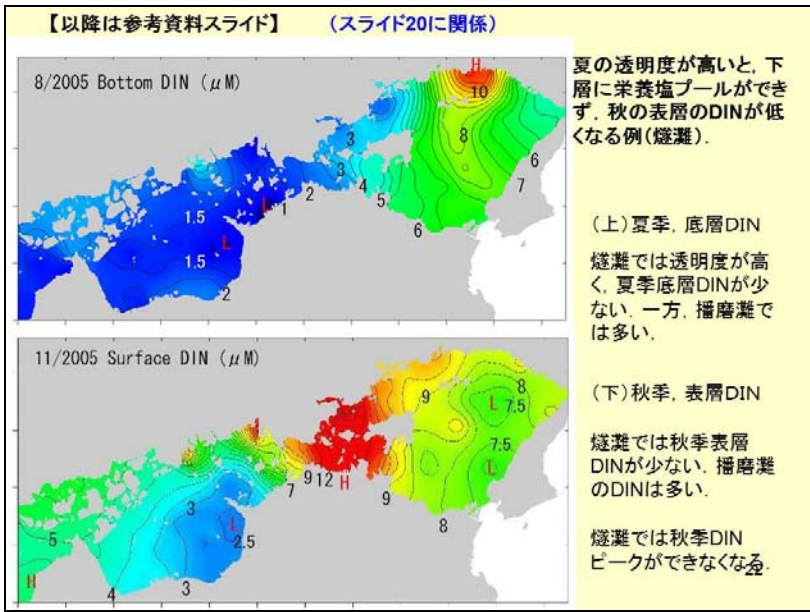 【以降は参考資料スライド】 (スライド20に関係)
8/2005 Bottom DIN (μM)
H
10
8
3
6
3
4
7
2
5
L
1
6
1.5
L
1.5
2
夏の透明度が高いと，下
層に栄養塩プールができ
ず，秋の表層のDINが低
くなる例(燧灘)．
(上)夏季，底層DIN
燧灘では透明度が高
く，夏季底層DINが少
ない．一方，播磨灘で
は多い．
11/2005 Surface DIN (μM)
8
9
L
7.5
7.5
L
7
9
12
H
9
8
3
5
L
2.5
H
4
3
(下)秋季，表層DIN
燧灘では秋季表層
DINが少ない．播磨灘
のDINは多い．
燧灘では秋季DIN
ピークができなくなる．
22